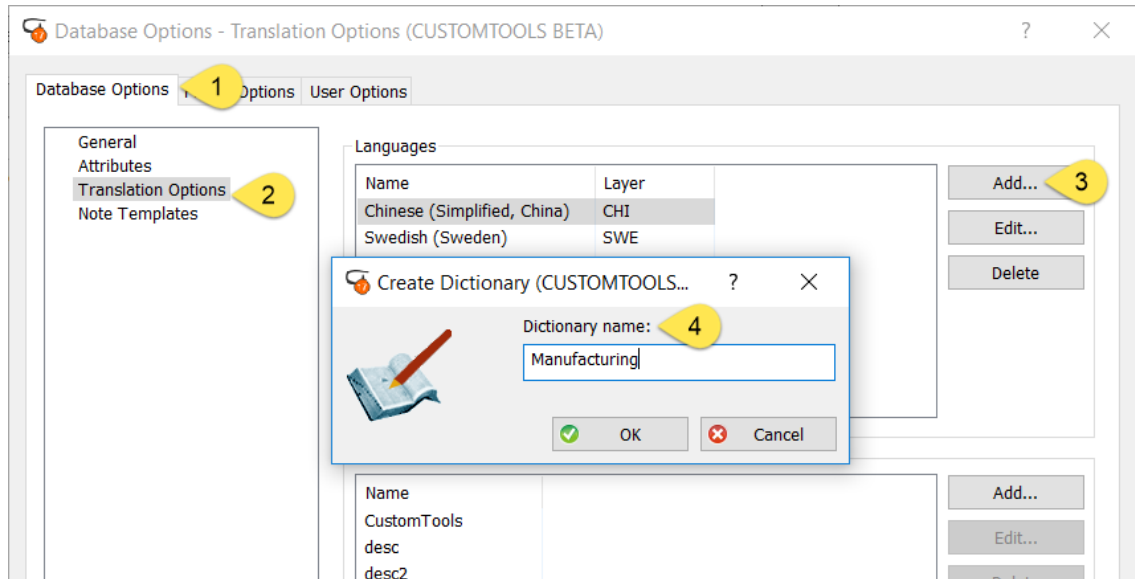 Database Options - Translation Options (CUSTOMTOOLS BETA) ?
Database Options 1 Options User Options
General
Attributes
Translation Options 2
Note Templates
Languages
Name Layer
Chinese (Simplified, China) CHI
Swedish (Sweden) SWE
Add... 3
Edit...
Delete
Create Dictionary (CUSTOMTOOLS... ?
Dictionary name: 4
Manufacturing
OK Cancel
Name
CustomTools
desc
desc2
Add...
Edit...